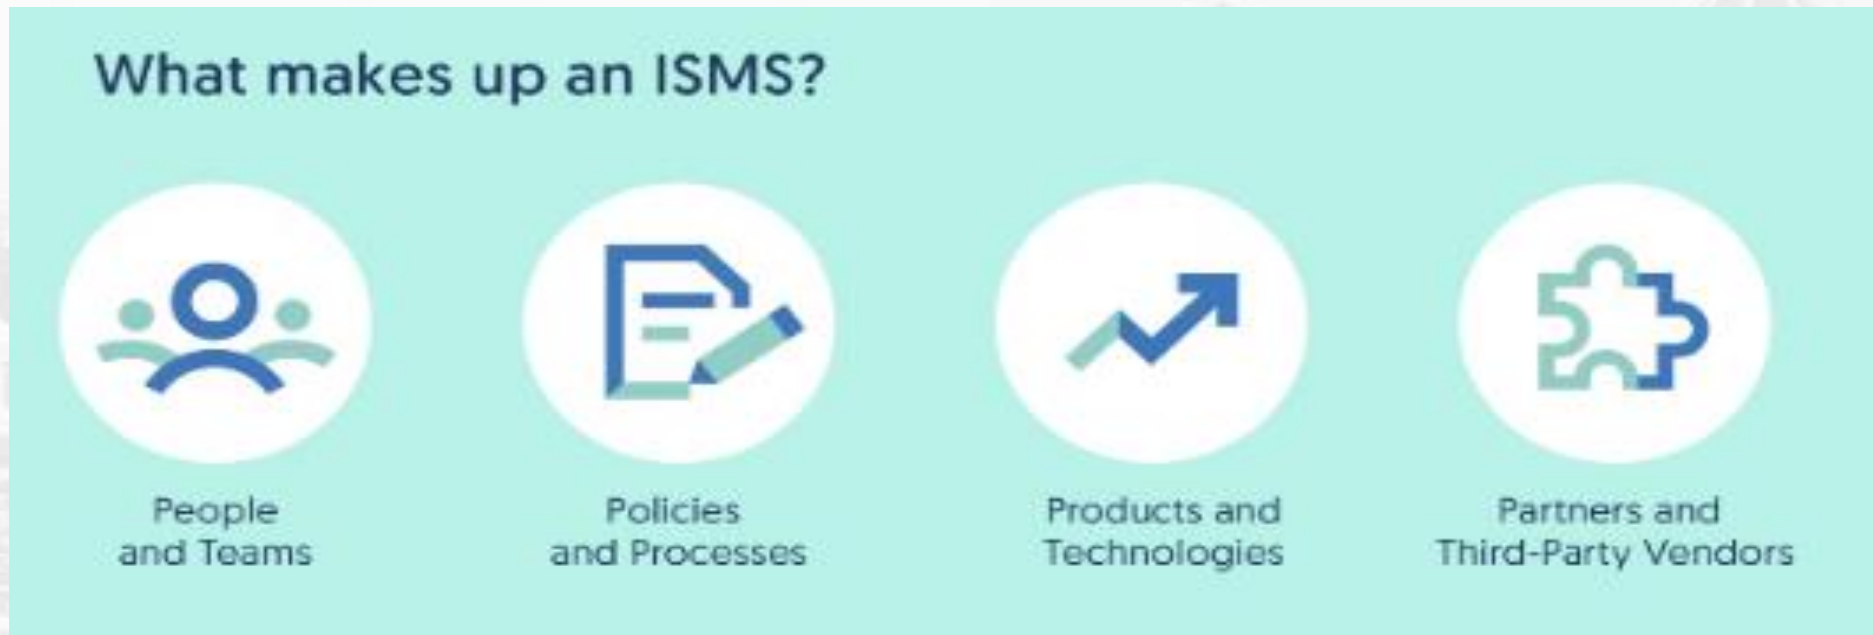 What makes up an ISMS?
People
and Teams
Policies
and Processes
Products and
Technologies
Partners and
Third-Party Vendors